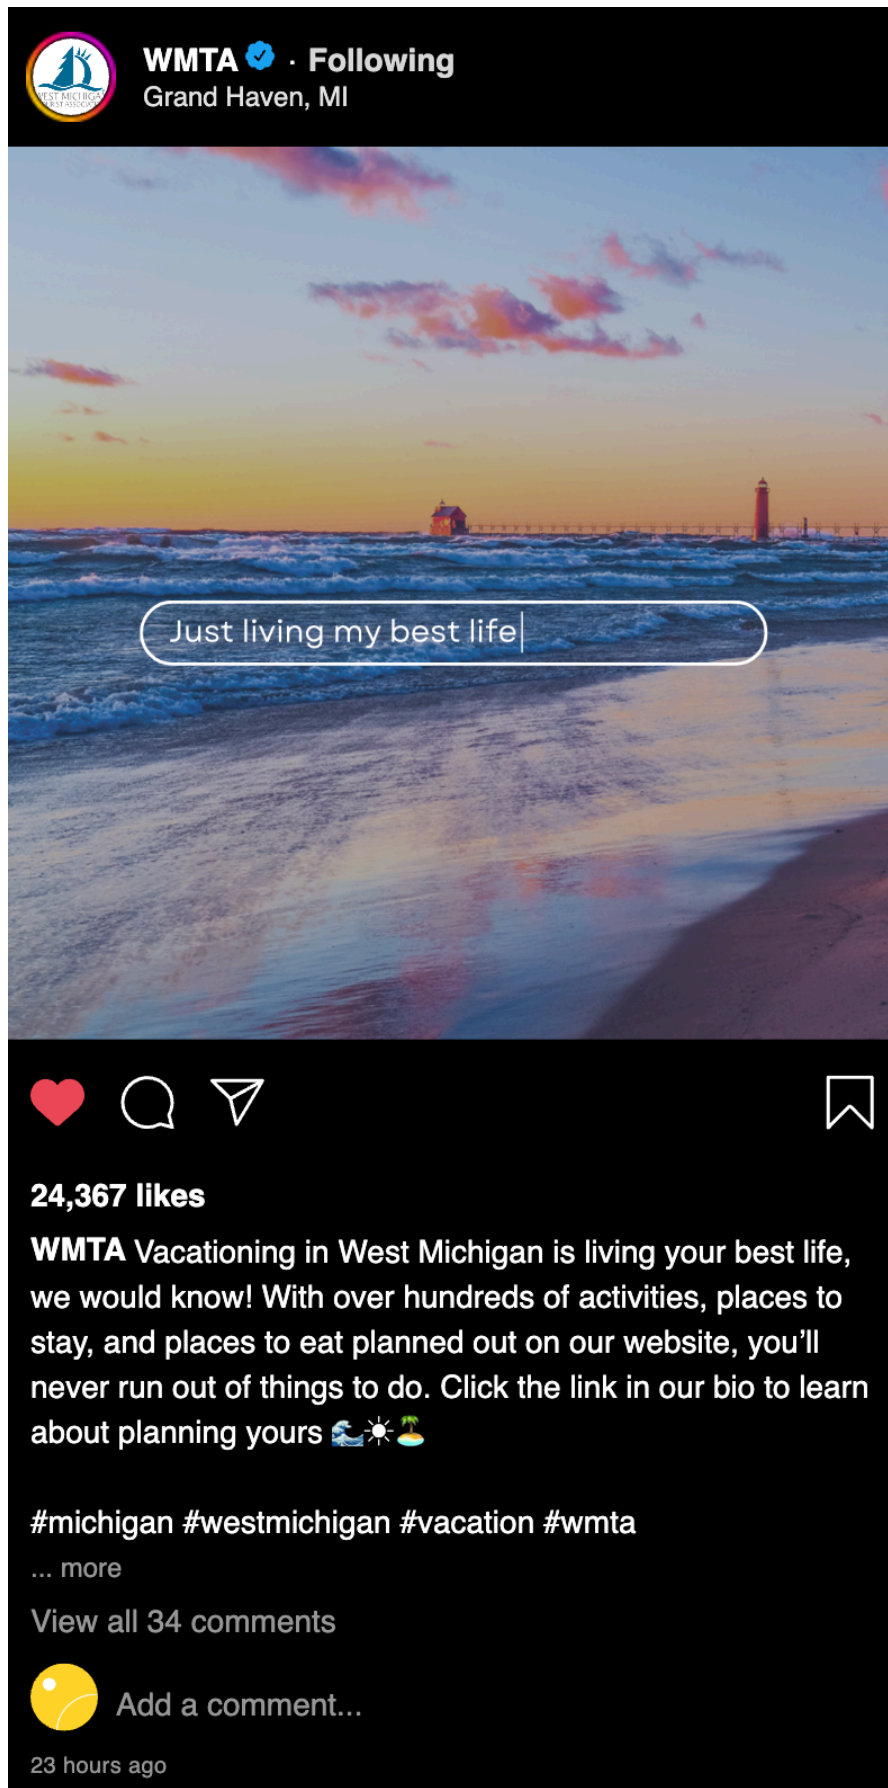 WMTA · Following
Grand Haven, MI
WEST MICHIGAN
TOURIST ASSOCIATION
Just living my best life
24,367 likes
WMTA Vacationing in West Michigan is living your best life,
we would know! With over hundreds of activities, places to
stay, and places to eat planned out on our website, you’ll
never run out of things to do. Click the link in our bio to learn
about planning yours 🌊☀🏝
#michigan #westmichigan #vacation #wmta
... more
View all 34 comments
Add a comment...
23 hours ago